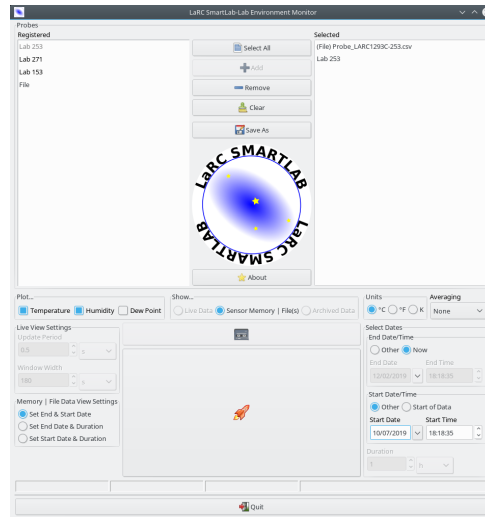 LaRC SmartLab-Lab Environment Monitor
Probes
Registered
Selected
Lab 253
Lab 271
Lab 153
File
Select All
Add
Remove
Clear
Save As
(File) Probe_LARC1293C-253.csv
Lab 253
LaRC SMARTLAB
LaRC SMARTLAB
About
Plot...
Temperature Humidity Dew Point
Show...
Live Data Sensor Memory | File(s) Archived Data
Units
°C °F K
Averaging
None
Live View Settings
Update Period
0.5 s
Window Width
180 s
Memory | File Data View Settings
Set End & Start Date
Set End Date & Duration
Set Start Date & Duration
Select Dates
End Date/Time
Other Now
End Date End Time
12/02/2019 18:18:35
Start Date/Time
Other Start of Data
Start Date Start Time
10/07/2019 18:18:35
Duration
1 h
Quit